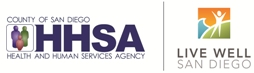 COUNTY OF SAN DIEGO
HHSA
HEALTH AND HUMAN SERVICES AGENCY
LIVE WELL
SAN DIEGO